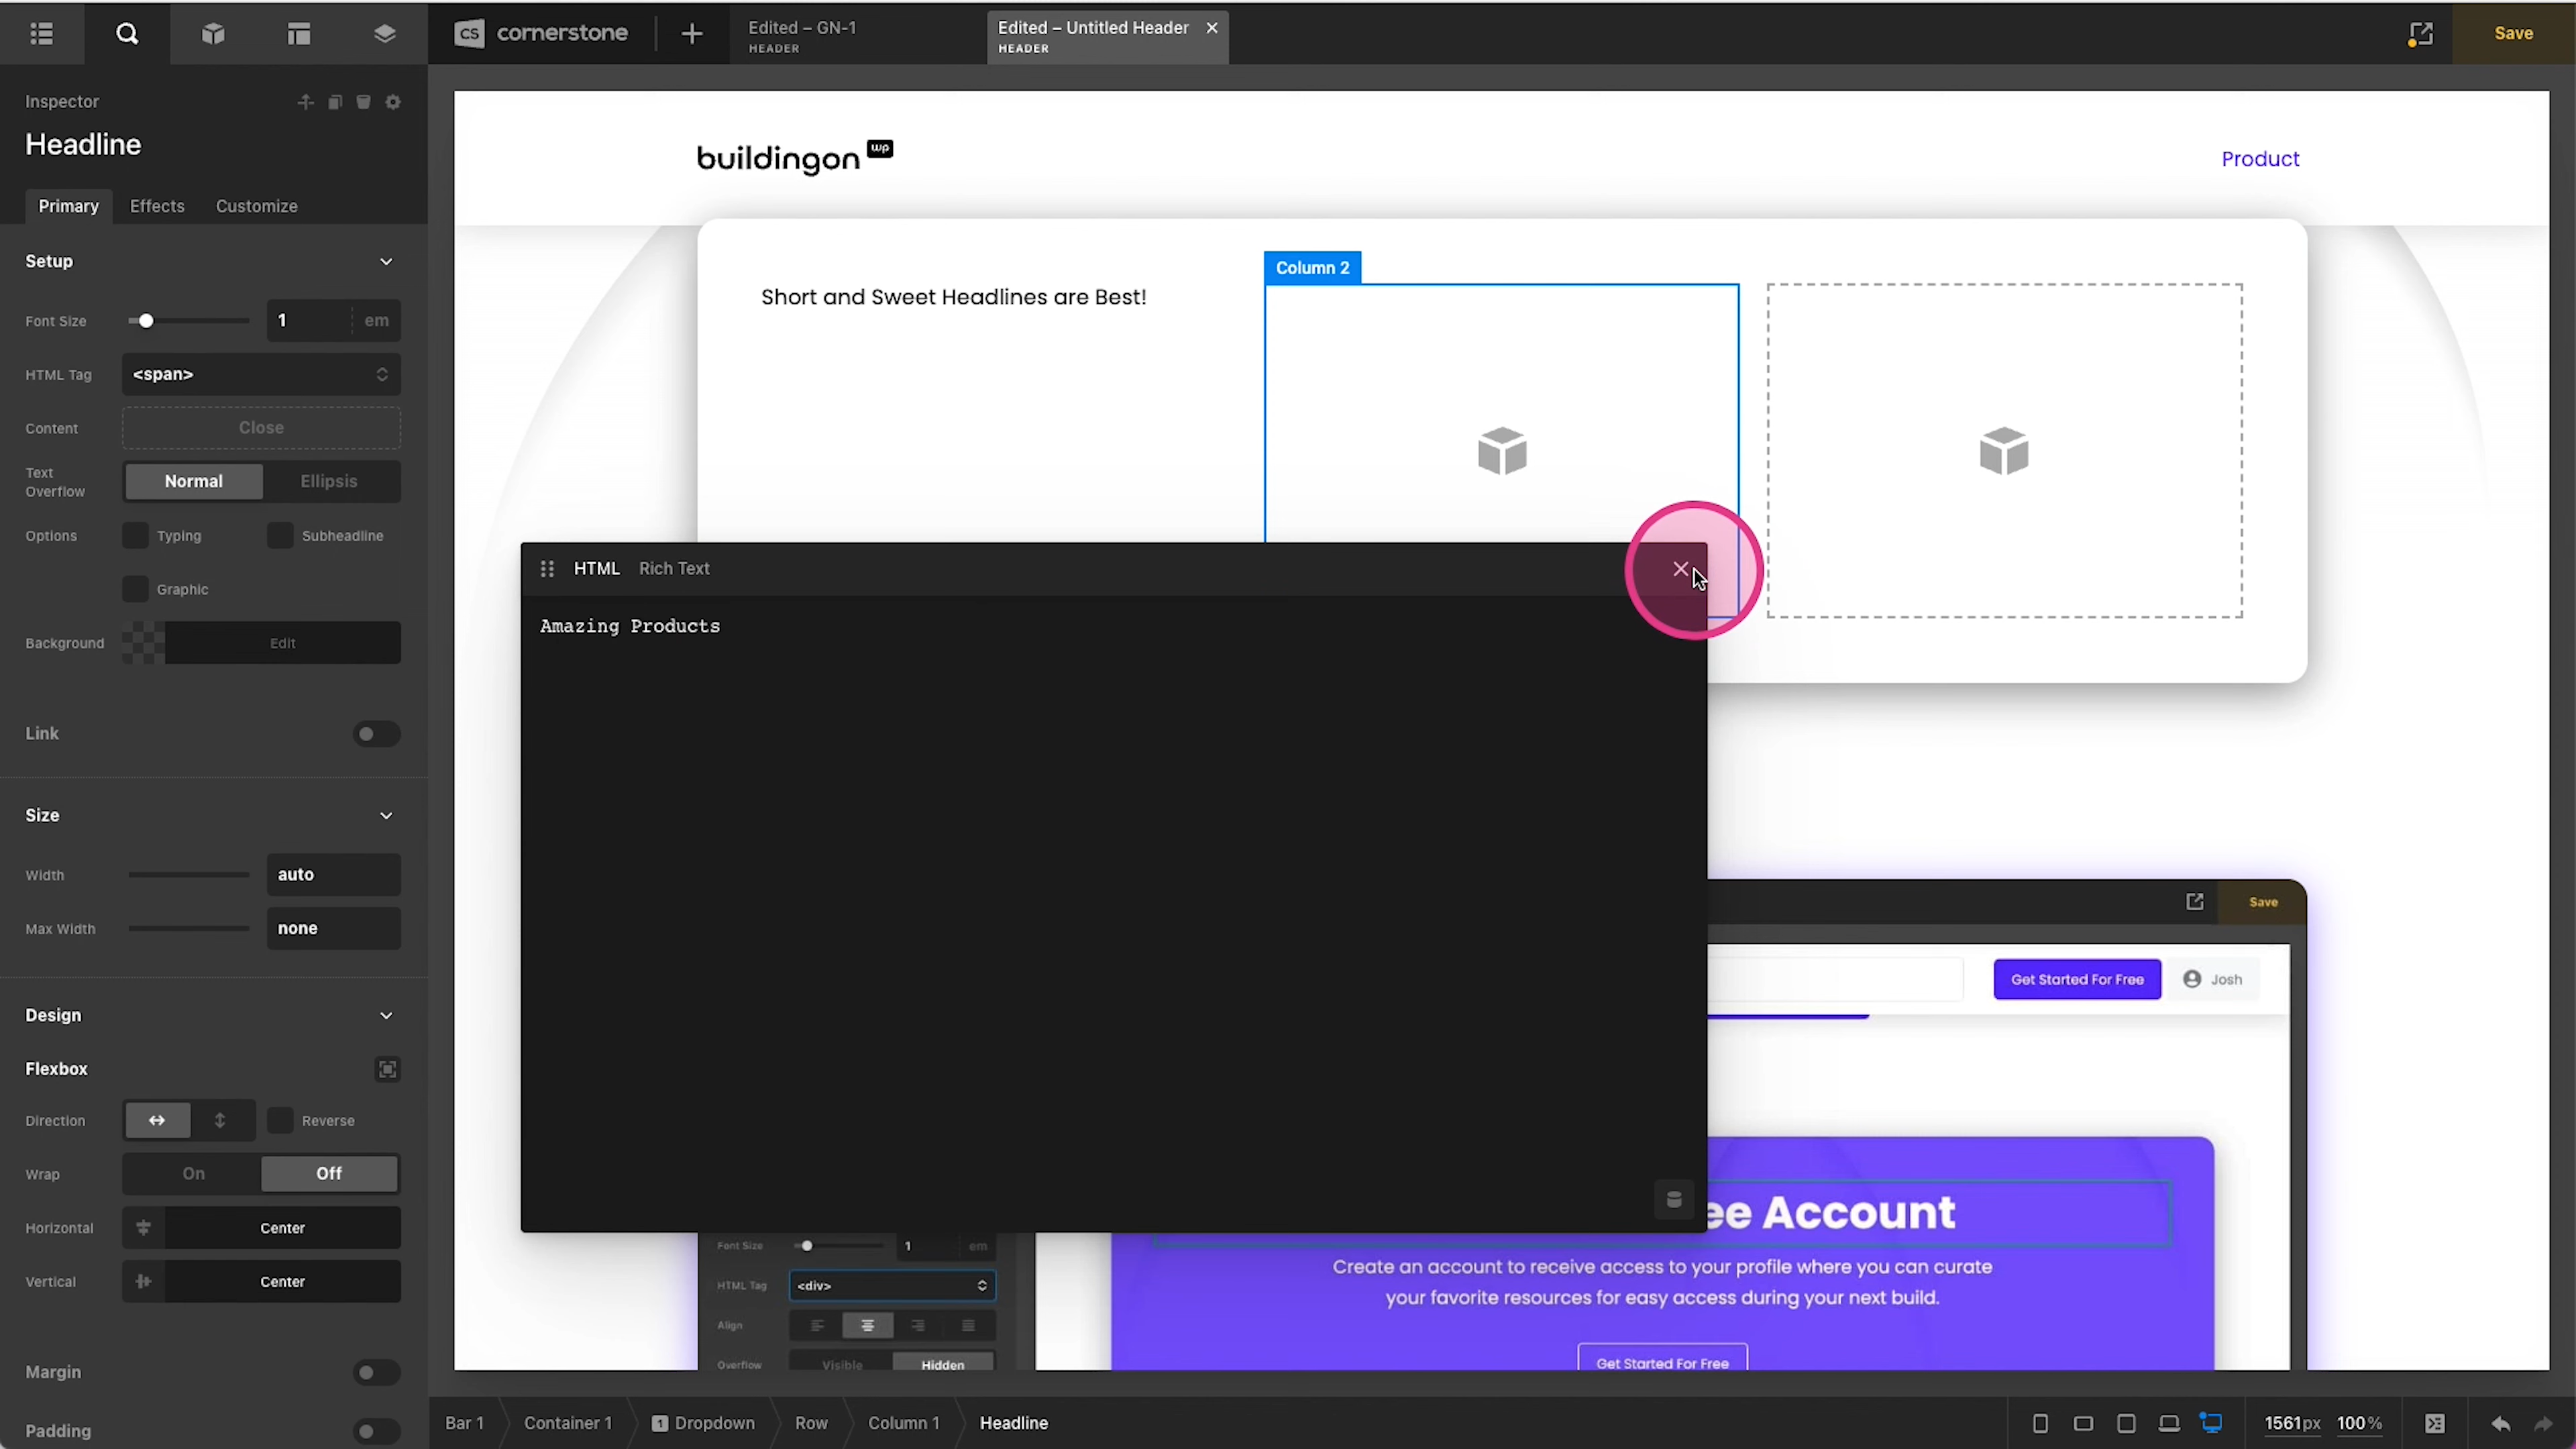 CS cornerstone
Edited – GN-1
HEADER
Edited – Untitled Header
HEADER
Save
Inspector
Headline
Primary Effects Customize
Setup
Font Size 1 em
HTML Tag <span>
Content Close
Text Overflow Normal Ellipsis
Options Typing Subheadline
Graphic
Background Edit
Link
Size
Width auto
Max Width none
Design
Flexbox
Direction Reverse
Wrap On Off
Horizontal Center
Vertical Center
Margin
Padding
buildingon wp
Product
Column 2
Short and Sweet Headlines are Best!
HTML Rich Text
Amazing Products
Save
Get Started For Free Josh
ee Account
Create an account to receive access to your profile where you can curate
your favorite resources for easy access during your next build.
Get Started For Free
Font Size 1 em
HTML Tag <div>
Align
Overflow Visible Hidden
Bar 1 Container 1 1 Dropdown Row Column 1 Headline
1561px 100%